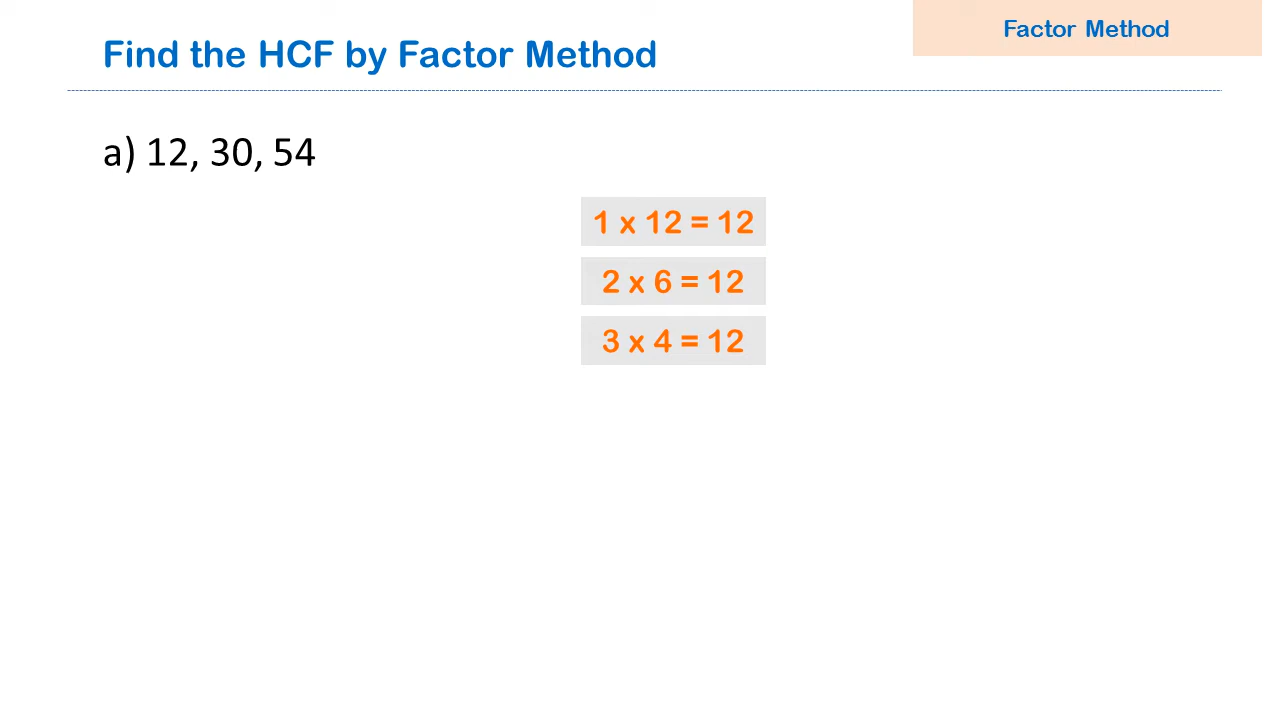 Factor Method
Find the HCF by Factor Method
a) 12, 30, 54
1 x 12 = 12
2 x 6 = 12
3 x 4 = 12